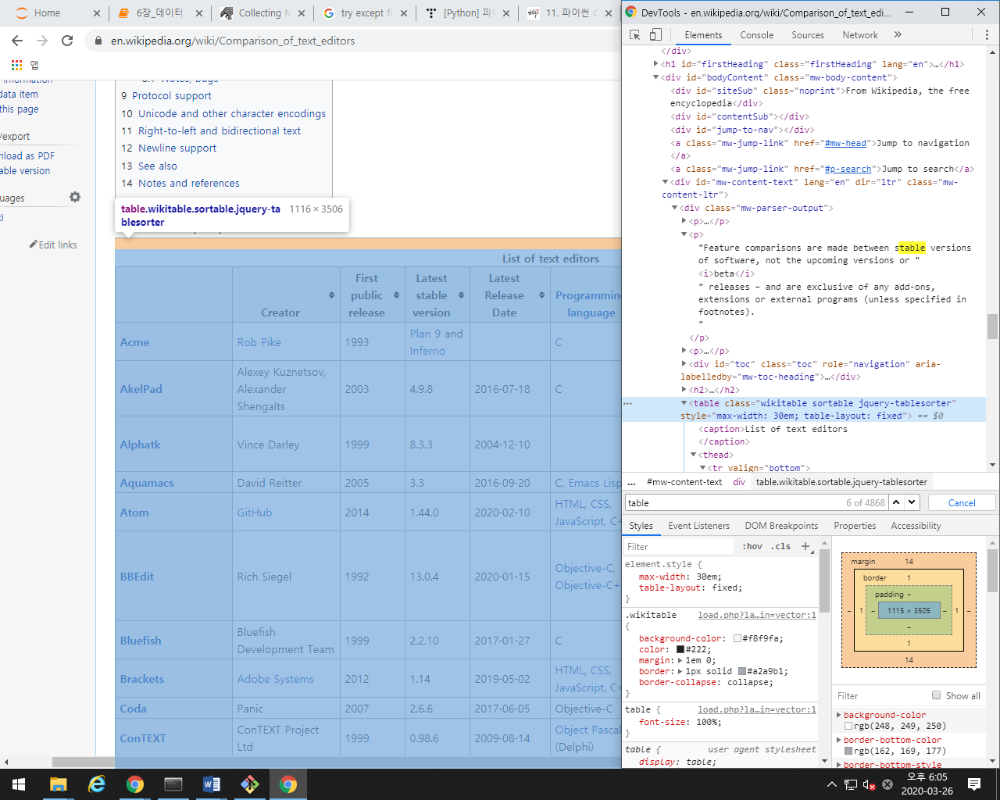 Home
6장_데이터
Collecting M
try except fi
[Python] 파
11. 파이썬
DevTools - en.wikipedia.org/wiki/Comparison_of_text_edi...
en.wikipedia.org/wiki/Comparison_of_text_editors
앱
Elements Console Sources Network »
information
data item
this page
/export
nload as PDF
able version
uages
Edit links
9 Protocol support
10 Unicode and other character encodings
11 Right-to-left and bidirectional text
12 Newline support
13 See also
14 Notes and references
table.wikitable.sortable.jquery-ta
blesorter
1116 × 3506
List of text editors
Creator
First public release
Latest stable version
Latest Release Date
Programmin
language
Acme Rob Pike 1993 Plan 9 and Inferno C
AkelPad Alexey Kuznetsov, Alexander Shengalts 2003 4.9.8 2016-07-18 C
Alphatk Vince Darley 1999 8.3.3 2004-12-10
Aquamacs David Reitter 2005 3.3 2016-09-20 C, Emacs Lisp
Atom GitHub 2014 1.44.0 2020-02-10 HTML, CSS, JavaScript, C+
BBEdit Rich Siegel 1992 13.0.4 2020-01-15 Objective-C, Objective-C+
Bluefish Bluefish Development Team 1999 2.2.10 2017-01-27 C
Brackets Adobe Systems 2012 1.14 2019-05-02 HTML, CSS, JavaScript, C+
Coda Panic 2007 2.6.6 2017-06-05 Objective-C
ConTEXT ConTEXT Project Ltd 1999 0.98.6 2009-08-14 Object Pascal (Delphi)
</div>
<h1 id="firstHeading" class="firstHeading" lang="en">…</h1>
<div id="bodyContent" class="mw-body-content">
<div id="siteSub" class="noprint">From Wikipedia, the free
encyclopedia</div>
<div id="contentSub"></div>
<div id="jump-to-nav"></div>
<a class="mw-jump-link" href="#mw-head">Jump to navigation
</a>
<a class="mw-jump-link" href="#p-search">Jump to search</a>
<div id="mw-content-text" lang="en" dir="ltr" class="mw-
content-ltr">
<div class="mw-parser-output">
<p>…</p>
<p>
"Feature comparisons are made between stable versions
of software, not the upcoming versions or "
<i>beta</i>
" releases – and are exclusive of any add-ons,
extensions or external programs (unless specified in
footnotes).
"
</p>
<p>…</p>
<div id="toc" class="toc" role="navigation" aria-
labelledby="mw-toc-heading">…</div>
<h2>…</h2>
<table class="wikitable sortable jquery-tablesorter"
style="max-width: 30em; table-layout: fixed"> == $0
<caption>List of text editors
</caption>
<thead>
<tr valign="bottom">
... #mw-content-text div table.wikitable.sortable.jquery-tablesorter
table 6 of 4868 Cancel
Styles Event Listeners DOM Breakpoints Properties Accessibility
Filter :hov .cls +
element.style {
max-width: 30em;
table-layout: fixed;
}
.wikitable load.php?la…in=vector:1
{
background-color: #f8f9fa;
color: #222;
margin: 1em 0;
border: 1px solid #a2a9b1;
border-collapse: collapse;
}
table { load.php?la…in=vector:1
font-size: 100%;
}
table { user agent stylesheet
display: table;
margin 14
border 1
padding –
– 1 – 1115 × 3505 – 1 –
–
1
14
Filter Show all
background-color
rgb(248, 249, 250)
border-bottom-color
rgb(162, 169, 177)
border-bottom-style
오후 6:05
2020-03-26